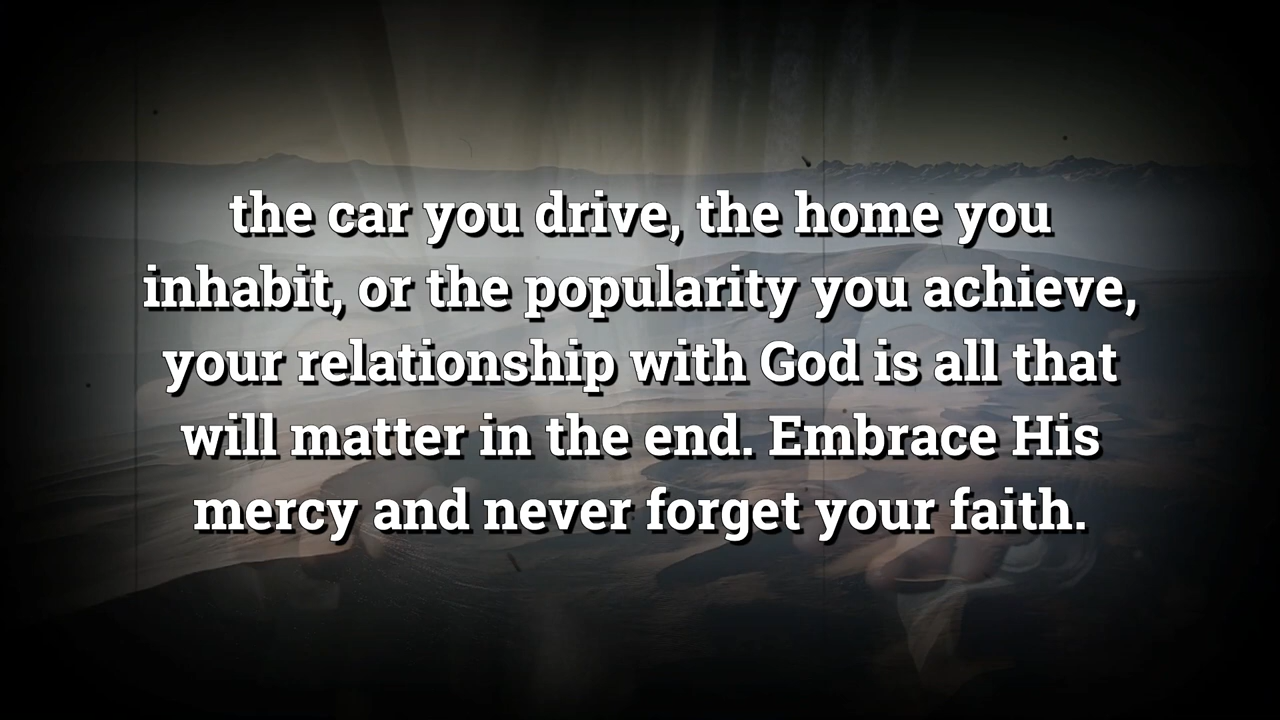 the car you drive, the home you
inhabit, or the popularity you achieve,
your relationship with God is all that
will matter in the end. Embrace His
mercy and never forget your faith.